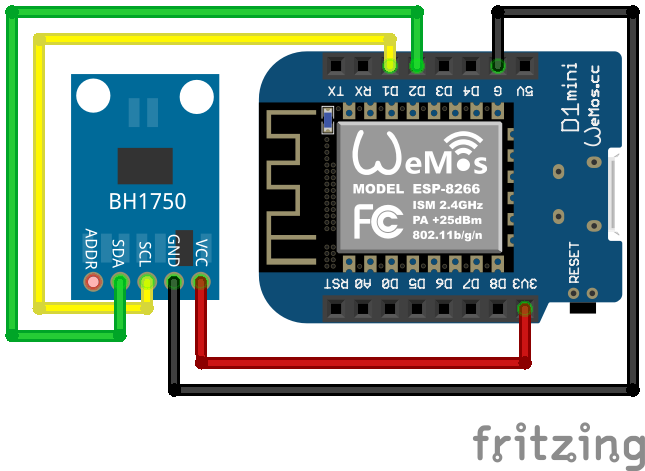 TX RX D1 D2 D3 D4 G 5V
D1 mini
WeMos.cc
WeMos
MODEL ESP-8266
ISM 2.4GHz
PA +25dBm
802.11b/g/n
FC
BH1750
ADDR
SDA
SCL
GND
VCC
RST A0 D0 D5 D6 D7 D8 3V3
RESET
fritzing